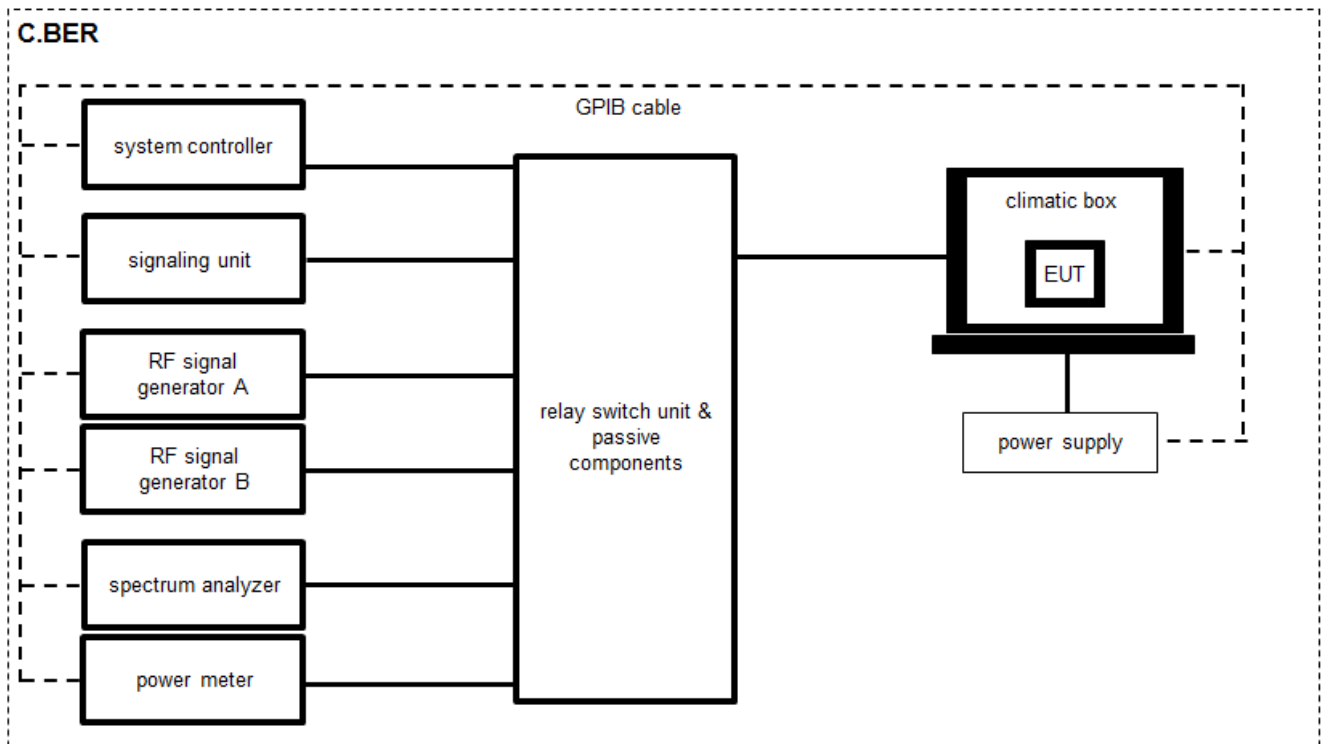 C.BER
GPIB cable
system controller
signaling unit
RF signal
generator A
RF signal
generator B
spectrum analyzer
power meter
relay switch unit &
passive
components
climatic box
EUT
power supply